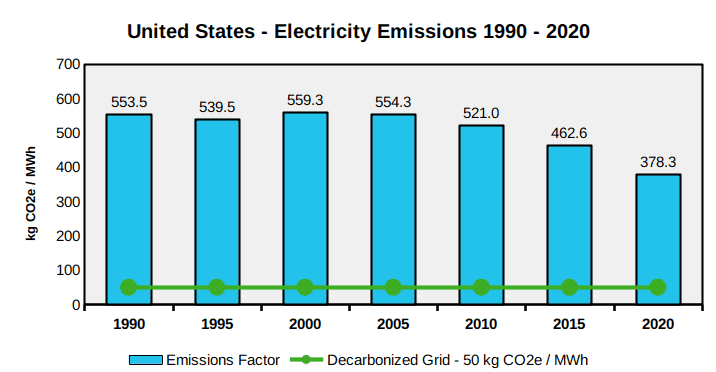 United States - Electricity Emissions 1990 - 2020
kg CO2e / MWh
700
600
500
400
300
200
100
0
553.5 539.5 559.3 554.3 521.0 462.6 378.3
1990 1995 2000 2005 2010 2015 2020
Emissions Factor Decarbonized Grid - 50 kg CO2e / MWh